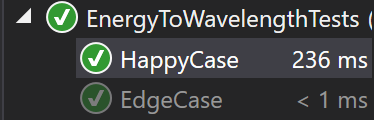 EnergyToWavelengthTests (
HappyCase 236 ms
EdgeCase < 1 ms